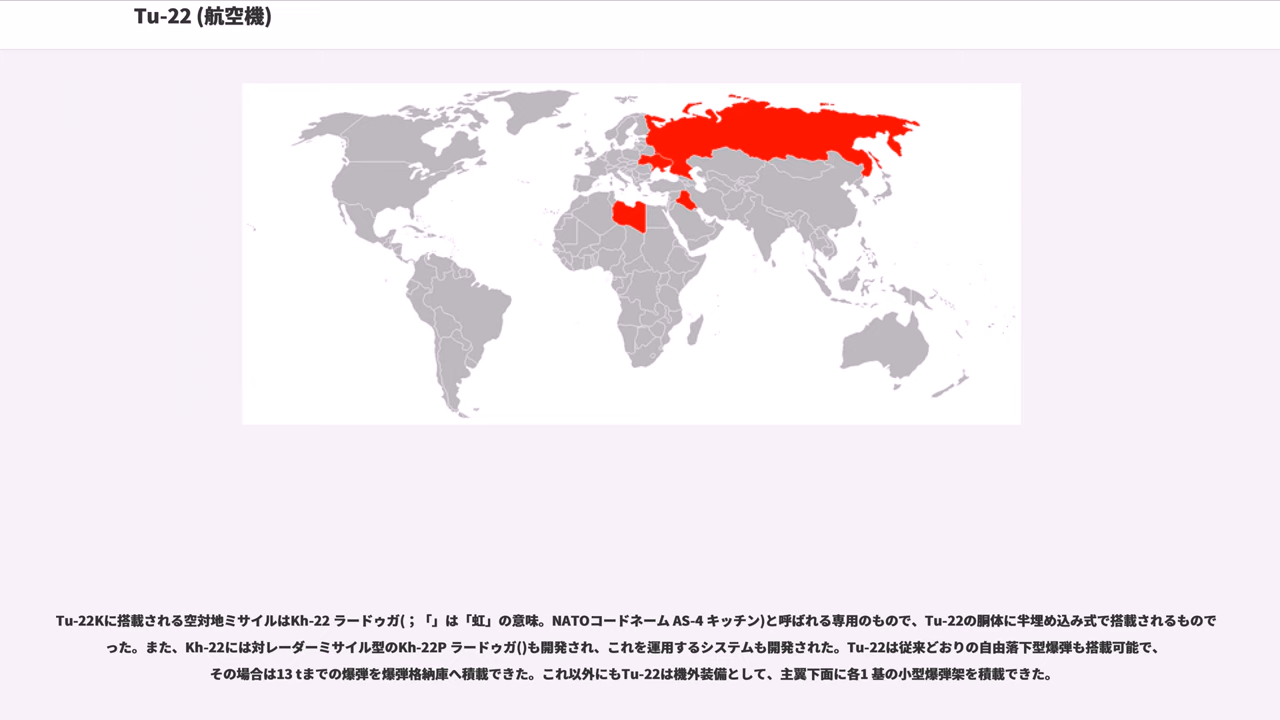 Tu-22 (航空機)
Tu-22Kに搭載される空対地ミサイルはKh-22 ラードゥガ( ; 「」は「虹」の意味。NATOコードネーム AS-4 キッチン)と呼ばれる専用のもので、Tu-22の胴体に半埋め込み式で搭載されるもので
った。また、Kh-22には対レーダーミサイル型のKh-22P ラードゥガ()も開発され、これを運用するシステムも開発された。Tu-22は従来どおりの自由落下型爆弾も搭載可能で、
その場合は13 tまでの爆弾を爆弾格納庫へ積載できた。これ以外にもTu-22は機外装備として、主翼下面に各1 基の小型爆弾架を積載できた。